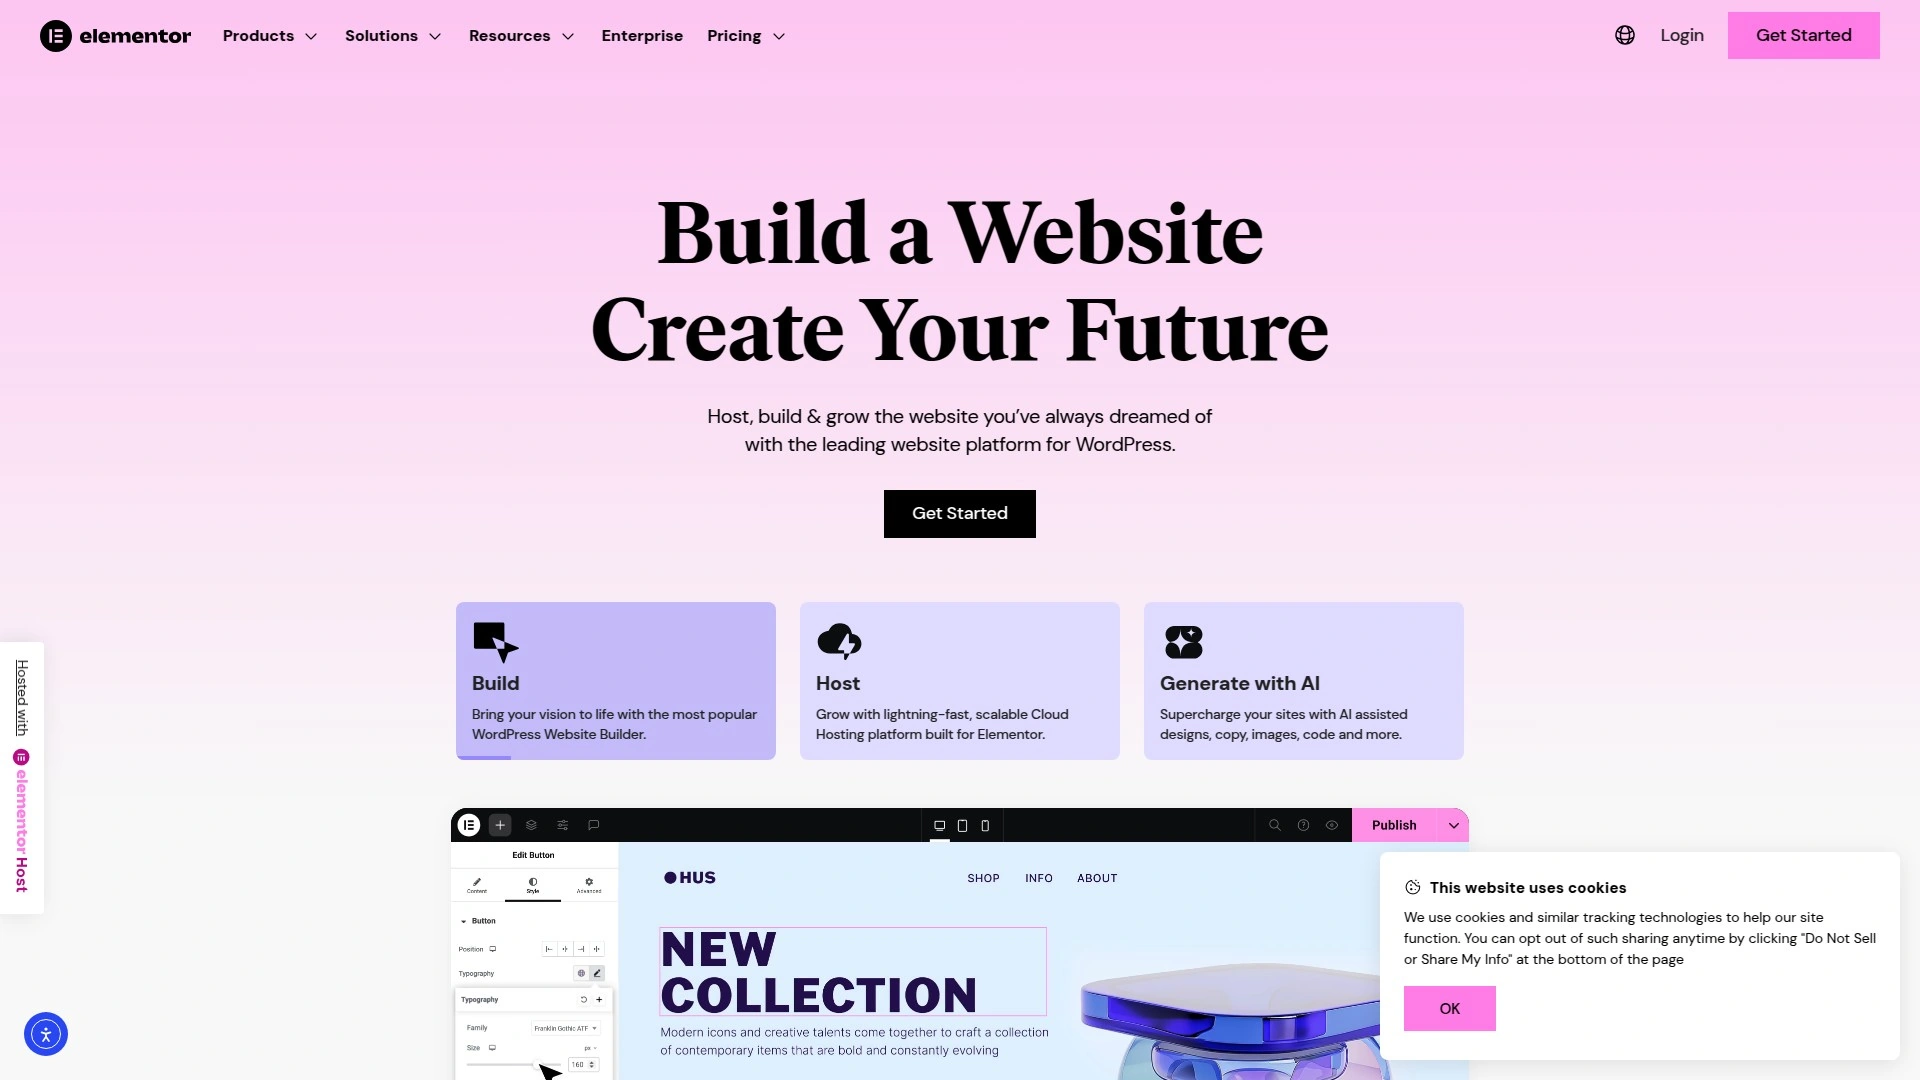 elementor
Products
Solutions
Resources
Enterprise
Pricing
Login
Get Started
Build a Website
Create Your Future
Host, build & grow the website you’ve always dreamed of
with the leading website platform for WordPress.
Get Started
Build
Bring your vision to life with the most popular
WordPress Website Builder.
Host
Grow with lightning-fast, scalable Cloud
Hosting platform built for Elementor.
Generate with AI
Supercharge your sites with AI assisted
designs, copy, images, code and more.
Hosted with
elementor Host
Publish
Edit Button
Content
Style
Advanced
Button
Position
Typography
Typography
Family
Franklin Gothic ATF
Size
px
160
HUS
SHOP
INFO
ABOUT
NEW
COLLECTION
Modern icons and creative talents come together to craft a collection
of contemporary items that are bold and constantly evolving
This website uses cookies
We use cookies and similar tracking technologies to help our site
function. You can opt out of such sharing anytime by clicking "Do Not Sell
or Share My Info" at the bottom of the page
OK